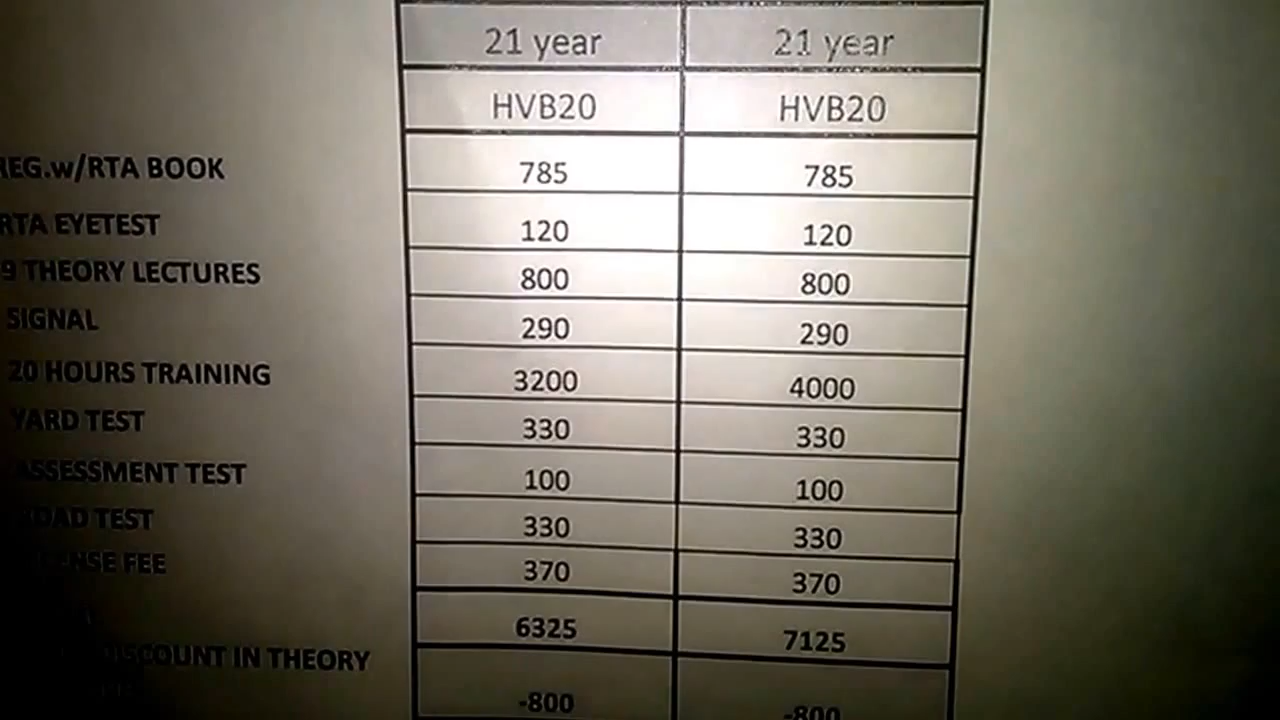 21 year 21 year
HVB20 HVB20
REG.w/RTA BOOK 785 785
RTA EYETEST 120 120
9 THEORY LECTURES 800 800
SIGNAL 290 290
20 HOURS TRAINING 3200 4000
YARD TEST 330 330
ASSESSMENT TEST 100 100
ROAD TEST 330 330
FEE 370 370
6325 7125
DISCOUNT IN THEORY
-800 -800